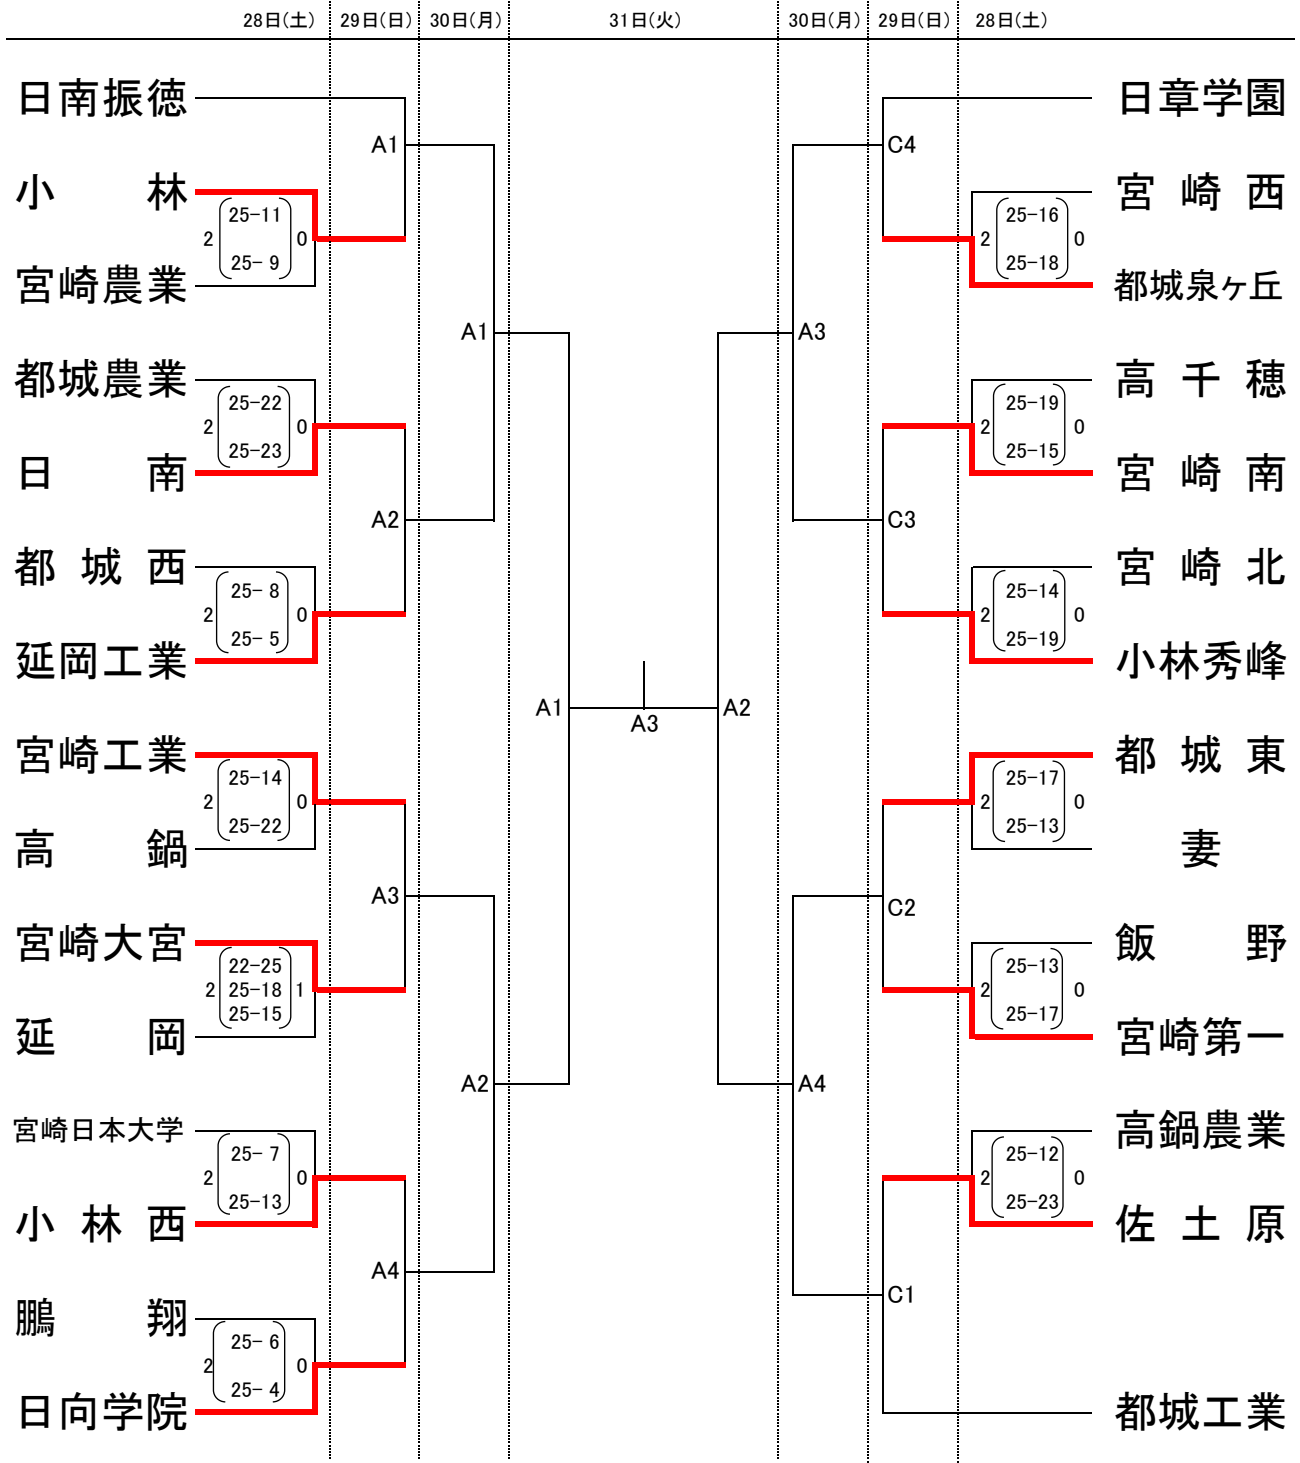 28日(土) 29日(日) 30日(月) 31日(火) 30日(月) 29日(日) 28日(土)
日南振徳
A1
小 林
2 25-11 0
25- 9
宮崎農業
A1
都城農業
2 25-22 0
25-23
日 南
A2
都 城 西
2 25- 8 0
25- 5
延岡工業
A1
宮崎工業
2 25-14 0
25-22
高 鍋
A3
宮崎大宮
22-25
2 25-18 1
25-15
延 岡
A2
宮崎日本大学
2 25- 7 0
25-13
小 林 西
A4
鵬 翔
2 25- 6 0
25- 4
日向学院
A3
日章学園
C4
宮 崎 西
2 25-16 0
25-18
都城泉ヶ丘
A3
高 千 穂
2 25-19 0
25-15
宮 崎 南
C3
宮 崎 北
2 25-14 0
25-19
小林秀峰
A2
都 城 東
2 25-17 0
25-13
妻
C2
飯 野
2 25-13 0
25-17
宮崎第一
A4
高鍋農業
2 25-12 0
25-23
佐 土 原
C1
都城工業